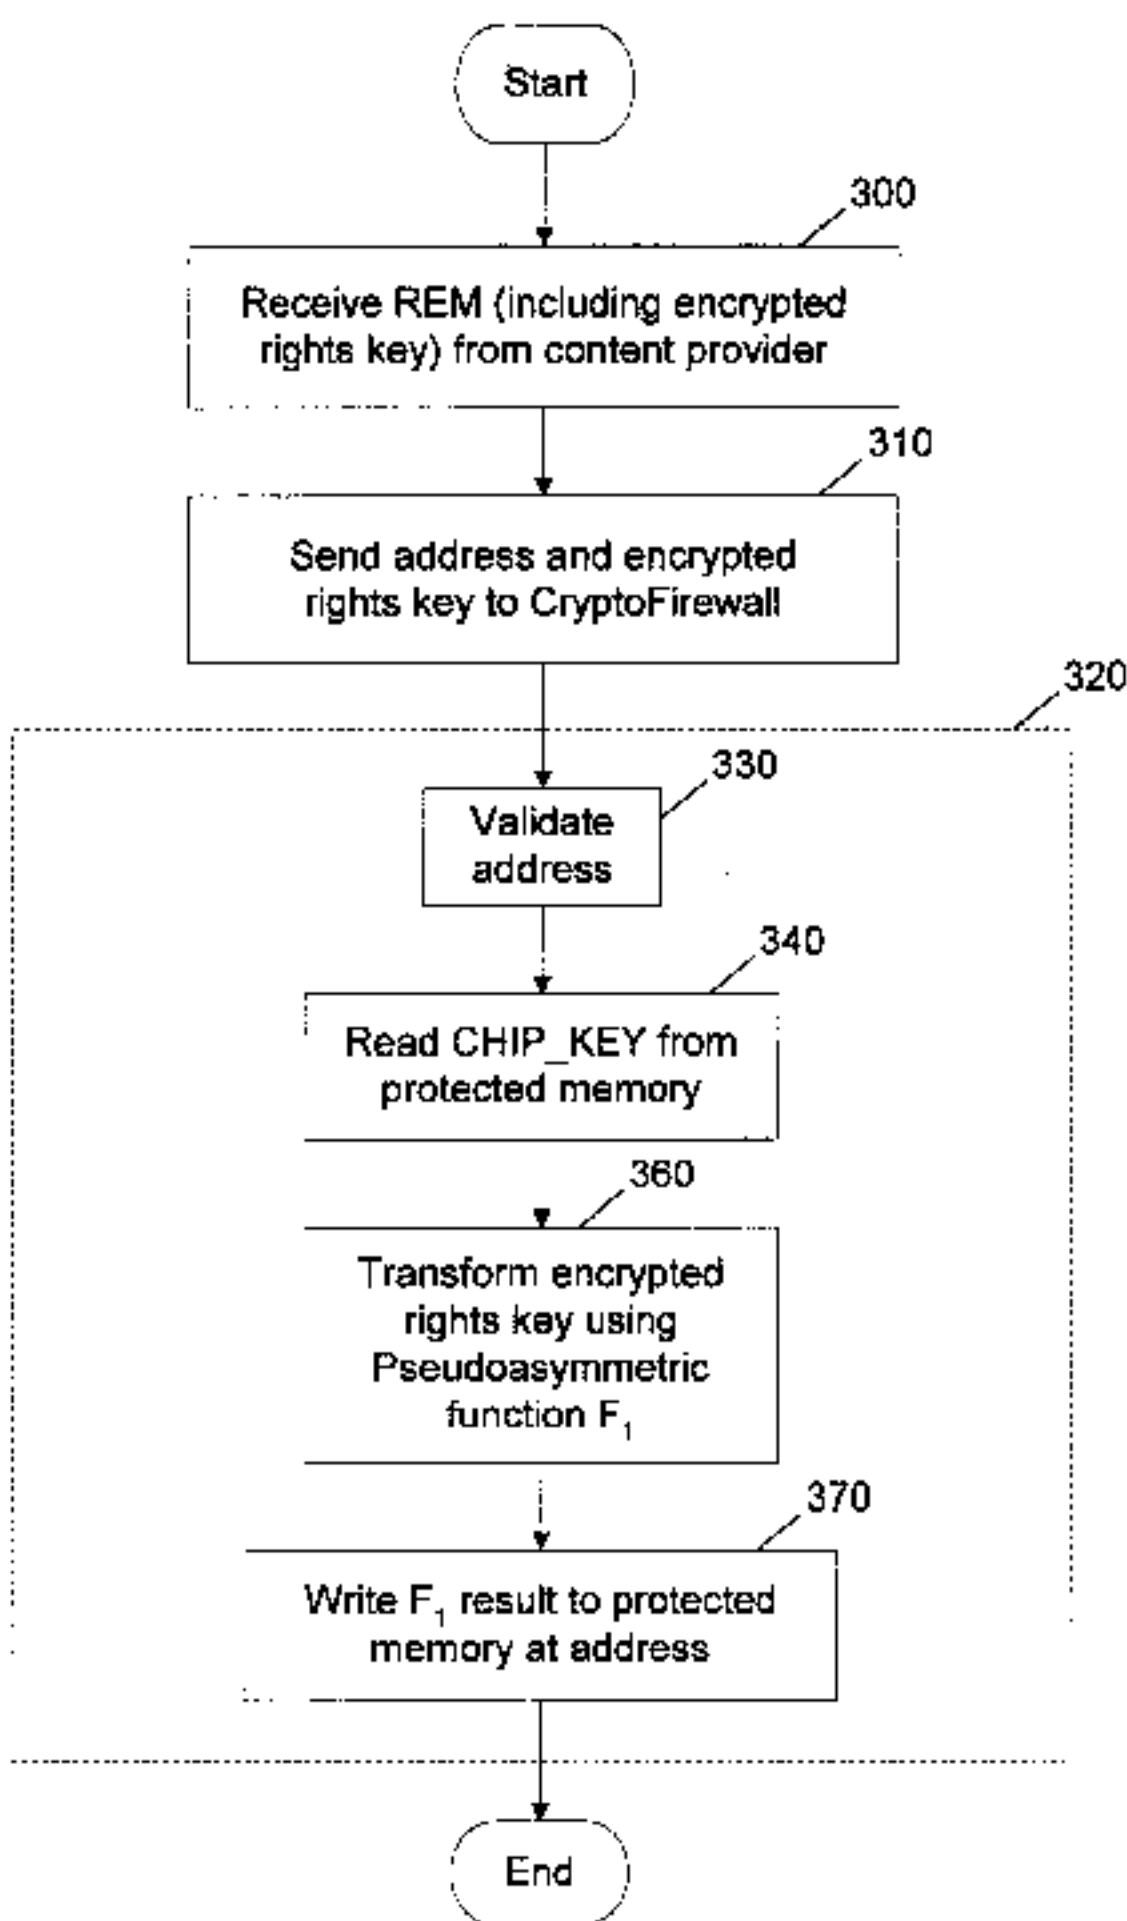 Start
300
Receive REM (including encrypted
rights key) from content provider
310
Send address and encrypted
rights key to CryptoFirewall
320
330
Validate
address
340
Read CHIP_KEY from
protected memory
360
Transform encrypted
rights key using
Pseudoasymmetric
function F₁
370
Write F₁ result to protected
memory at address
End